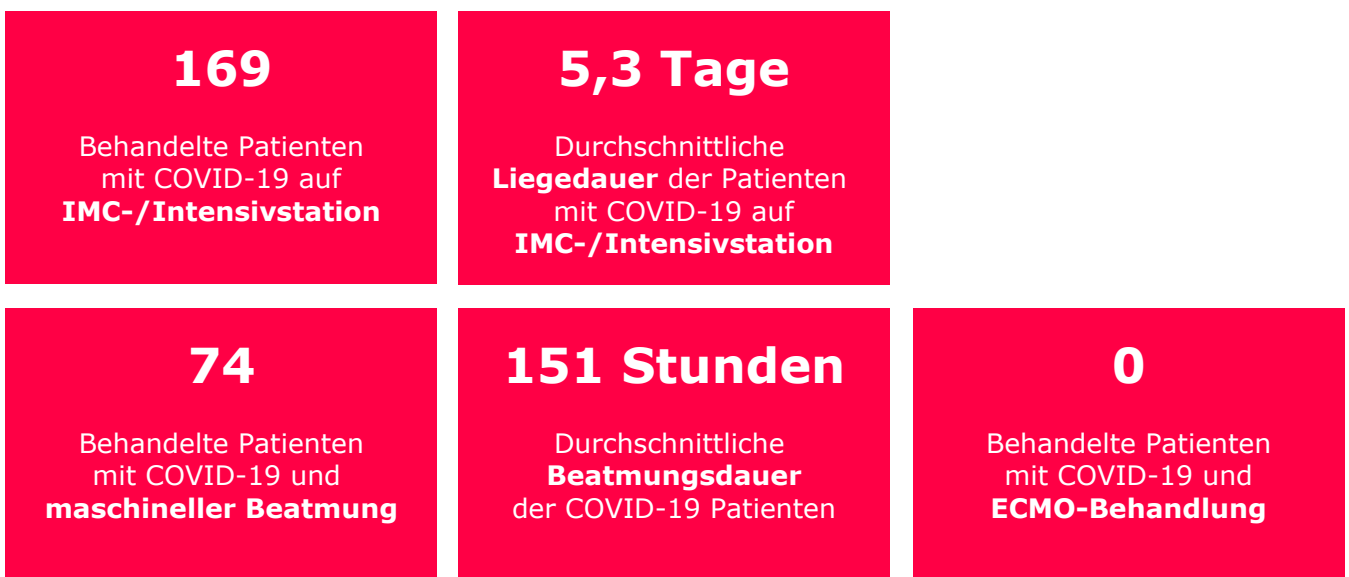 169
Behandelte Patienten
mit COVID-19 auf
IMC-/Intensivstation
5,3 Tage
Durchschnittliche
Liegedauer der Patienten
mit COVID-19 auf
IMC-/Intensivstation
74
Behandelte Patienten
mit COVID-19 und
maschineller Beatmung
151 Stunden
Durchschnittliche
Beatmungsdauer
der COVID-19 Patienten
0
Behandelte Patienten
mit COVID-19 und
ECMO-Behandlung